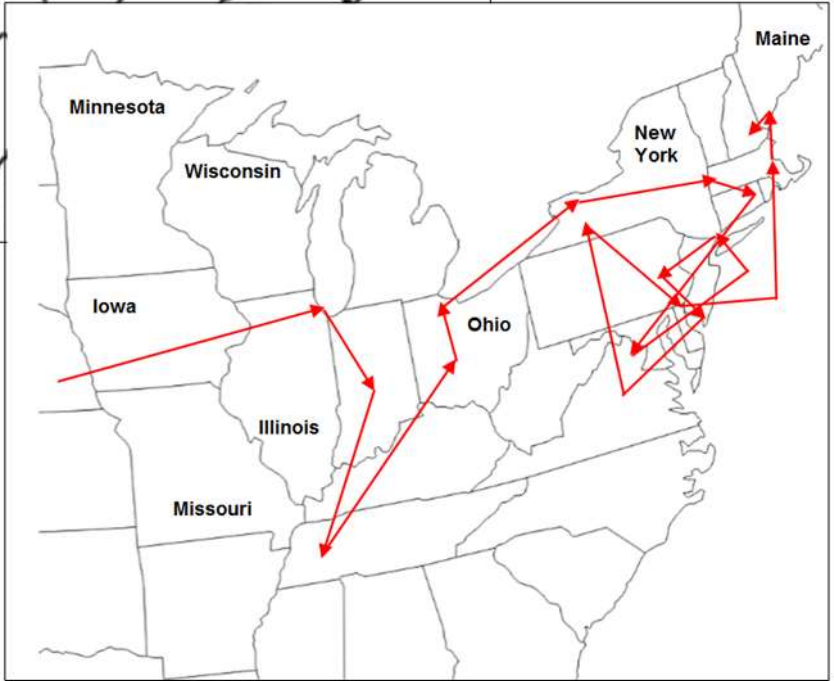 Maine
Minnesota
New
York
Wisconsin
Iowa
Ohio
Illinois
Missouri